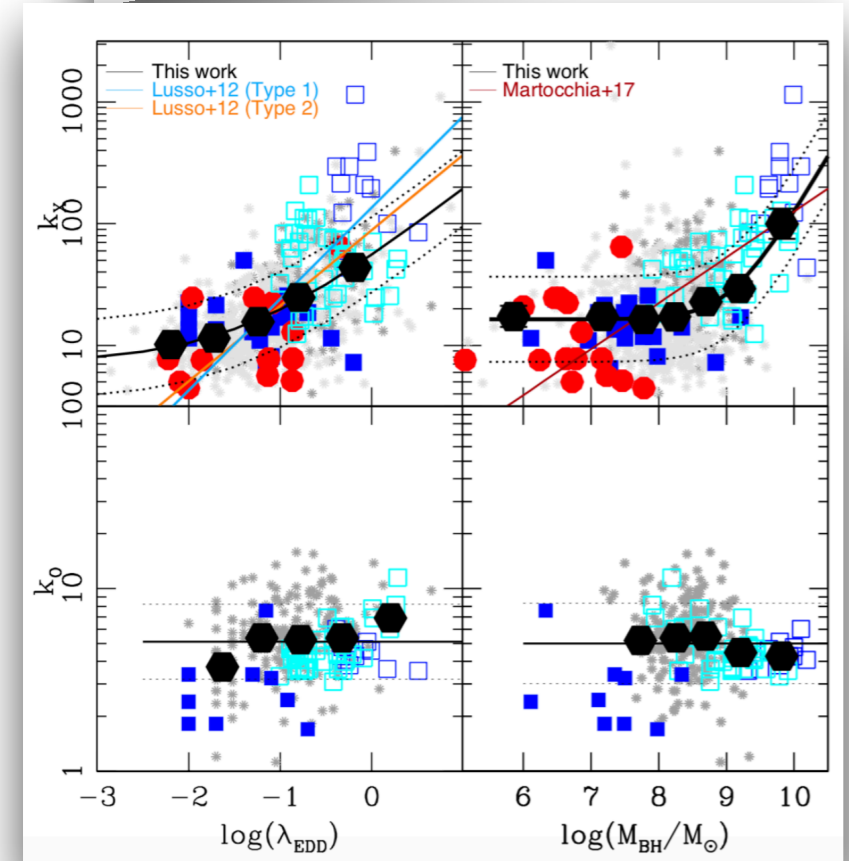 This work
Lusso+12 (Type 1)
Lusso+12 (Type 2)
This work
Martocchia+17
1000
100
10
k_X
100
10
1
k_O
−3 −2 −1 0
6 7 8 9 10
log(λ_EDD)
log(M_BH/M_⊙)